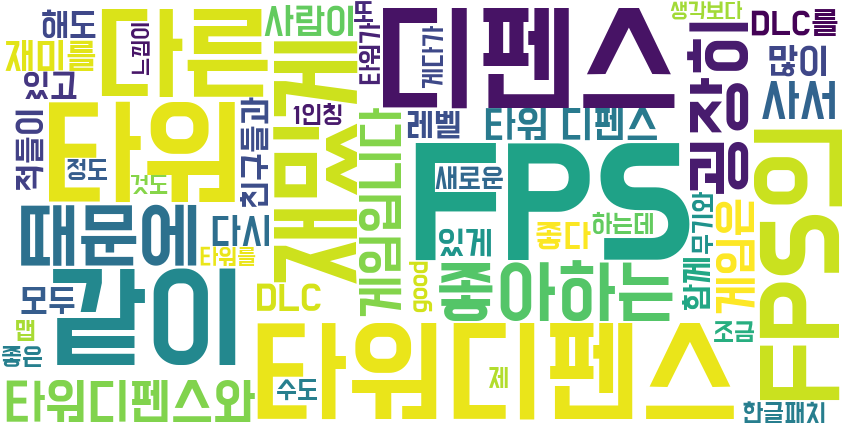 해도
다른
사람이
타워가
또
디펜스
생각보다
DLC를
재미를
느낌이
게다가
굉장히
많이
있고
타워
재밌게
1인칭
레벨
타워 디펜스
사서
적들이
친구들과
게임입니다
FPS
FPS의
정도
것도
새로운
때문에
다시
타워를
있게
좋다
하는데
무기와
함께
게임은
모두
같이
DLC
good
좋아하는
맵
좋은
타워디펜스
조금
타워디펜스와
수도
제
한글패치